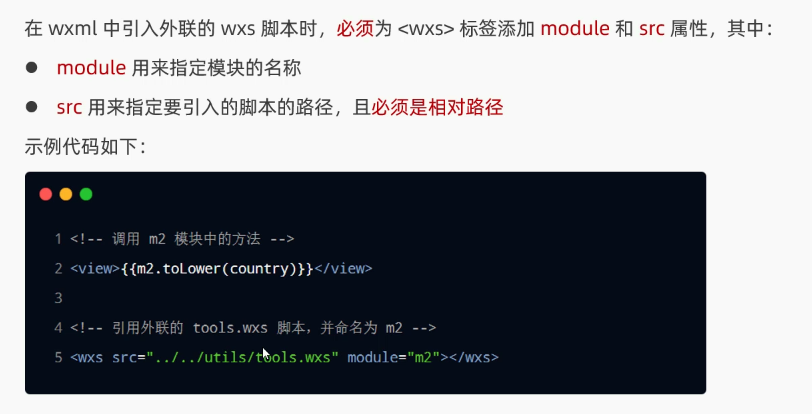 在 wxml 中引入外联的 wxs 脚本时，必须为 <wxs> 标签添加 module 和 src 属性，其中：
● module 用来指定模块的名称
● src 用来指定要引入的脚本的路径，且必须是相对路径
示例代码如下：
1 <!-- 调用 m2 模块中的方法 -->
2 <view>{{m2.toLower(country)}}</view>
3
4 <!-- 引用外联的 tools.wxs 脚本，并命名为 m2 -->
5 <wxs src="../../utils/tools.wxs" module="m2"></wxs>